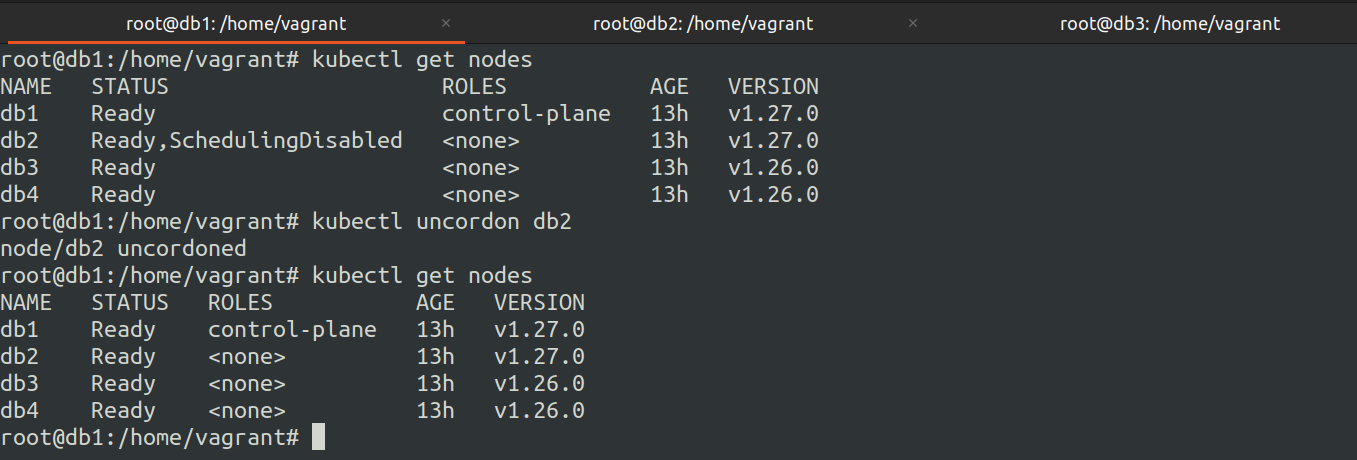 root@db1: /home/vagrant × root@db2: /home/vagrant × root@db3: /home/vagrant
root@db1:/home/vagrant# kubectl get nodes
NAME   STATUS                     ROLES           AGE   VERSION
db1    Ready                      control-plane   13h   v1.27.0
db2    Ready,SchedulingDisabled   <none>          13h   v1.27.0
db3    Ready                      <none>          13h   v1.26.0
db4    Ready                      <none>          13h   v1.26.0
root@db1:/home/vagrant# kubectl uncordon db2
node/db2 uncordoned
root@db1:/home/vagrant# kubectl get nodes
NAME   STATUS   ROLES           AGE   VERSION
db1    Ready    control-plane   13h   v1.27.0
db2    Ready    <none>          13h   v1.27.0
db3    Ready    <none>          13h   v1.26.0
db4    Ready    <none>          13h   v1.26.0
root@db1:/home/vagrant#